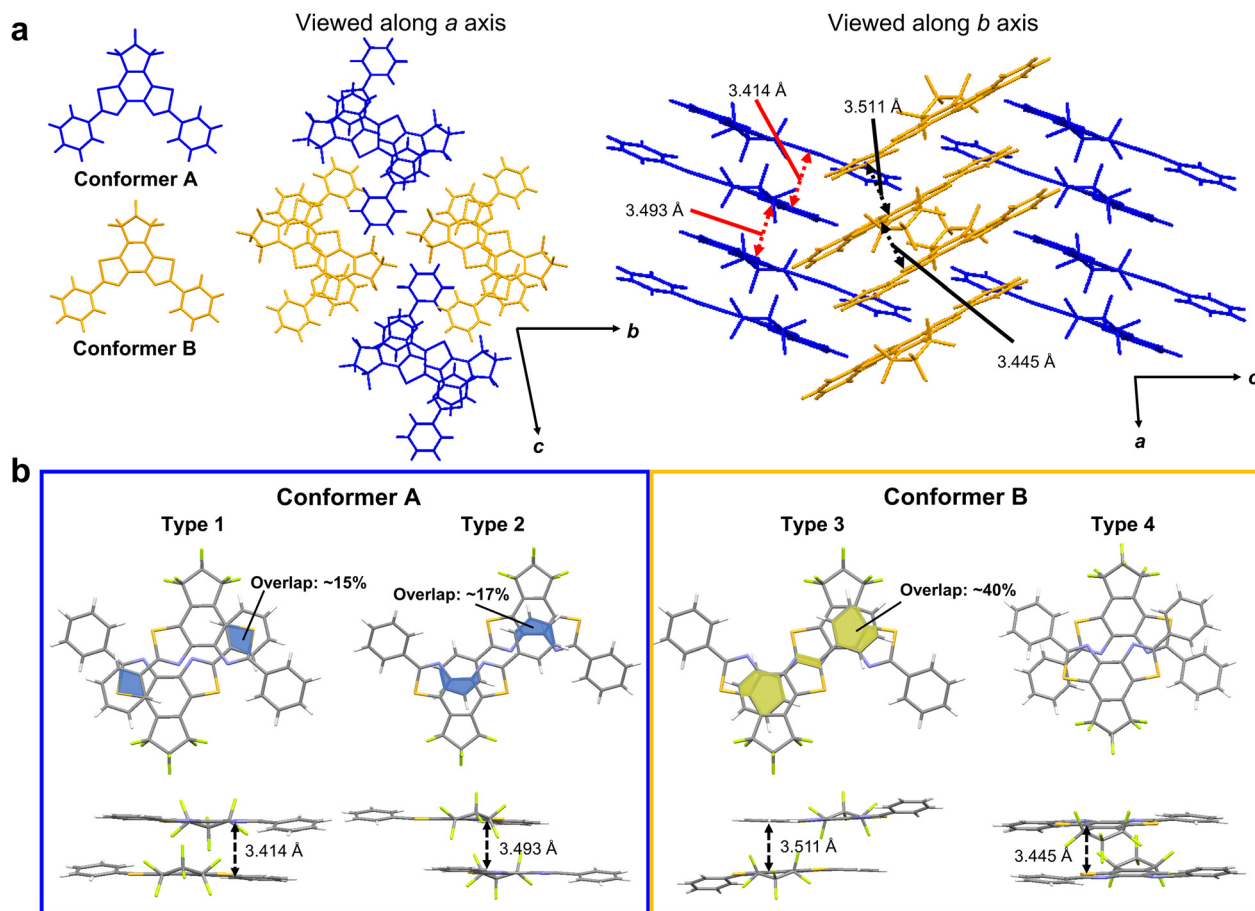 a
Viewed along a axis
Viewed along b axis
Conformer A
Conformer B
b
c
3.414 Å
3.511 Å
3.493 Å
3.445 Å
c
a
b
Conformer A
Type 1
Type 2
Overlap: ~15%
Overlap: ~17%
3.414 Å
3.493 Å
Conformer B
Type 3
Type 4
Overlap: ~40%
3.511 Å
3.445 Å